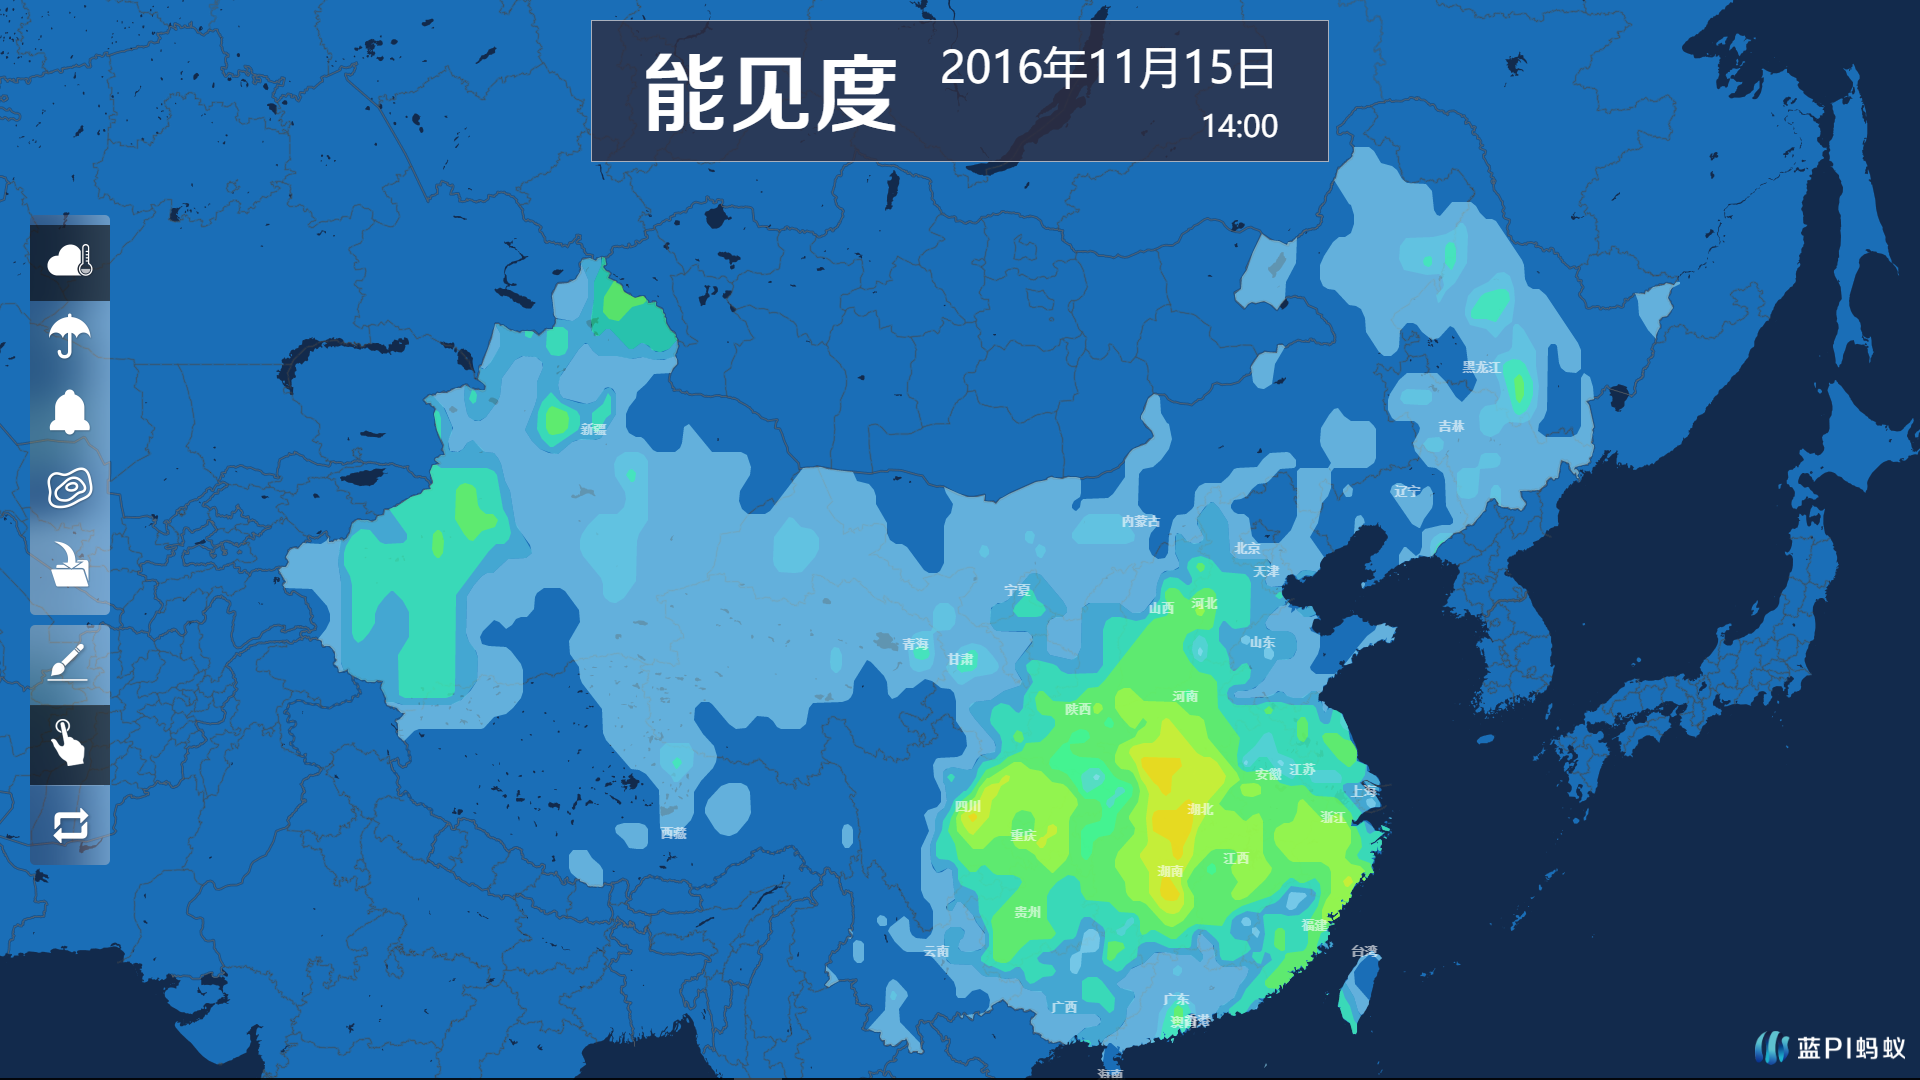 能见度
2016年11月15日
14:00
黑龙江
吉林
新疆
辽宁
内蒙古
北京
天津
宁夏
山西
河北
青海
山东
甘肃
河南
陕西
安徽
江苏
上海
四川
湖北
浙江
重庆
西藏
江西
湖南
贵州
福建
云南
台湾
广西
广东
澳门
香港
海南
蓝PI蚂蚁